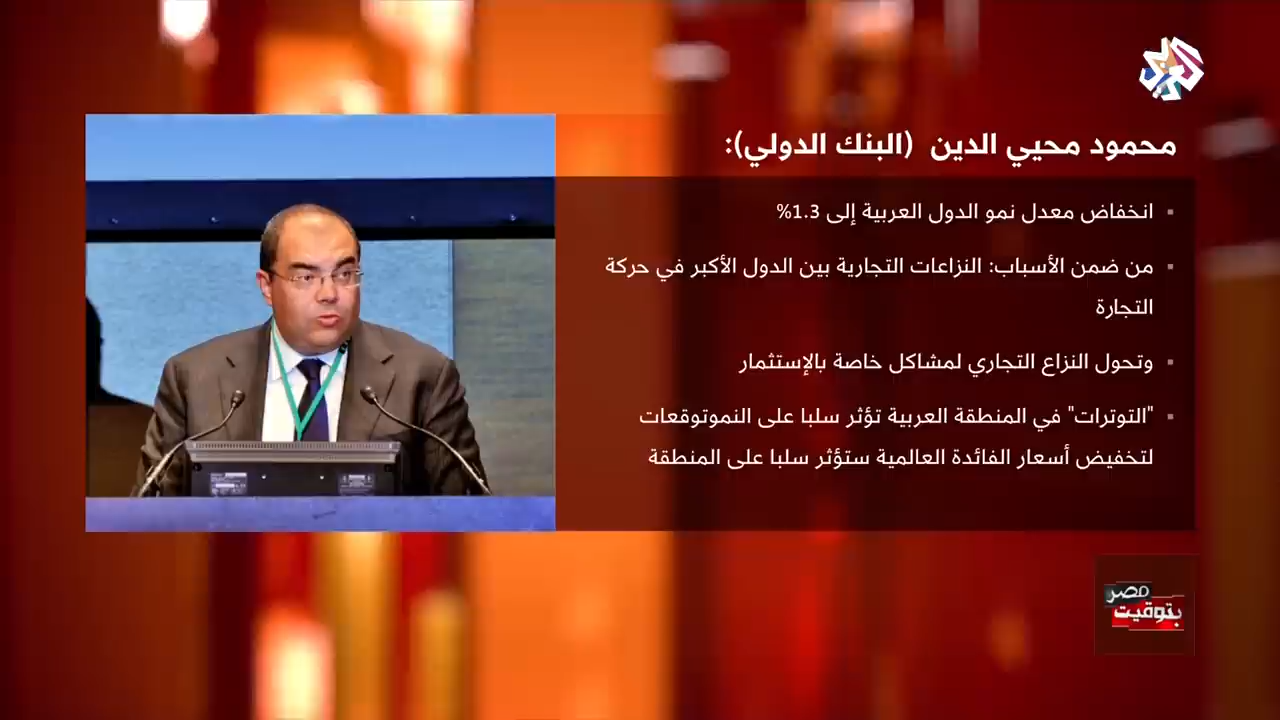 محمود محيي الدين (البنك الدولي):
انخفاض معدل نمو الدول العربية إلى 1.3%
من ضمن الأسباب: النزاعات التجارية بين الدول الأكبر في حركة
التجارة
وتحول النزاع التجاري لمشاكل خاصة بالإستثمار
"التوترات" في المنطقة العربية تؤثر سلبا على النموتوقعات
لتخفيض أسعار الفائدة العالمية ستؤثر سلبا على المنطقة
مصر
بتوقيت